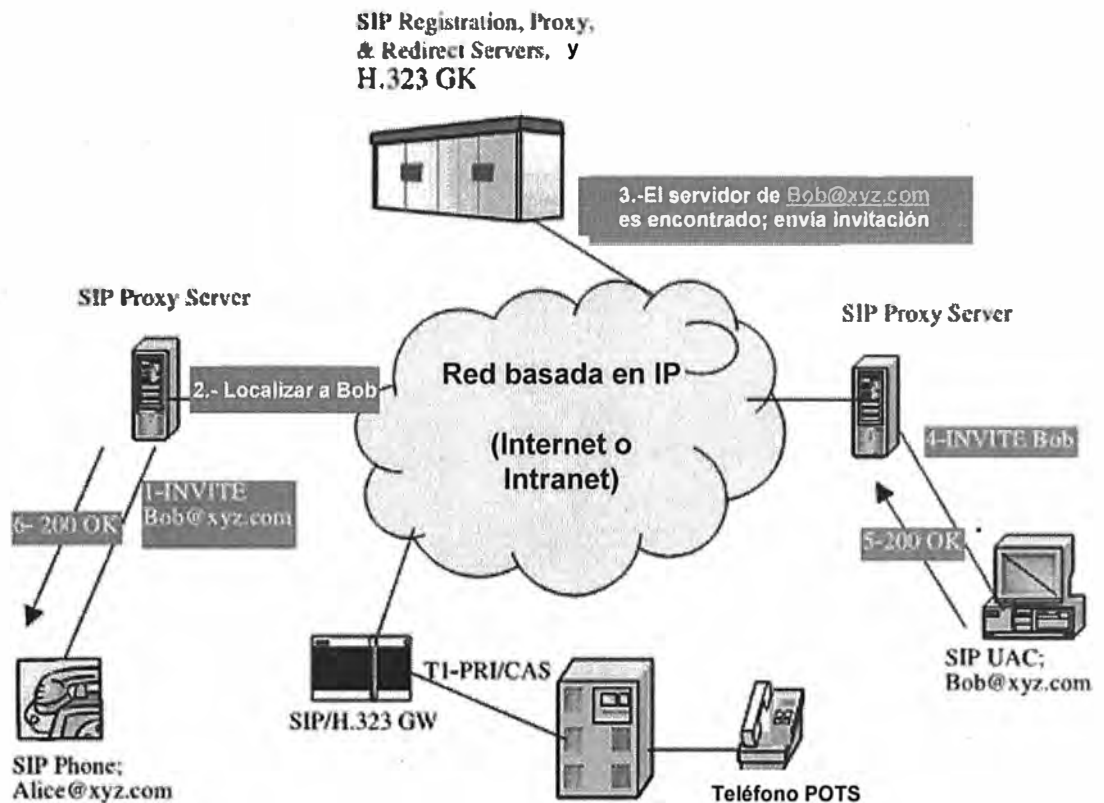 SIP Registration, Proxy,
& Redirect Servers, y
H.323 GK
3.-El servidor de Bob@xyz.com
es encontrado; envía invitación
SIP Proxy Server
SIP Proxy Server
2.- Localizar a Bob
Red basada en IP
(Internet o
Intranet)
4-INVITE Bob
1-INVITE
Bob@xyz.com
6- 200 OK
5-200 OK
T1-PRI/CAS
SIP/H.323 GW
SIP UAC;
Bob@xyz.com
SIP Phone;
Alice@xyz.com
Teléfono POTS